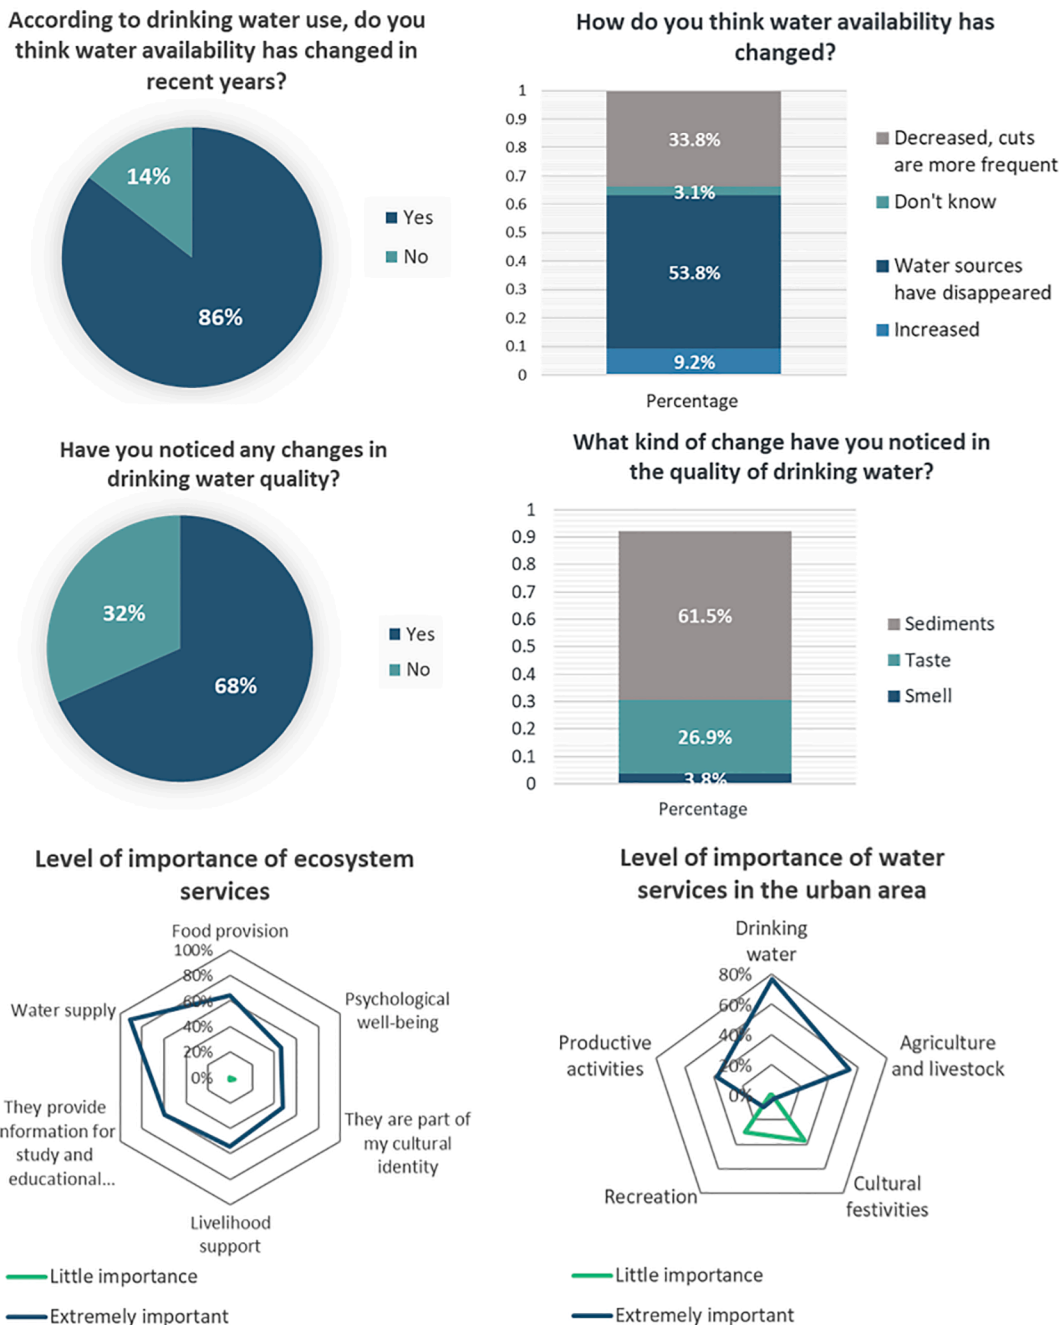 According to drinking water use, do you
think water availability has changed in
recent years?
14%
86%
Yes
No
How do you think water availability has
changed?
1
0.9
0.8
0.7
0.6
0.5
0.4
0.3
0.2
0.1
0
33.8%
3.1%
53.8%
9.2%
Percentage
Decreased, cuts
are more frequent
Don't know
Water sources
have disappeared
Increased
Have you noticed any changes in
drinking water quality?
32%
68%
Yes
No
What kind of change have you noticed in
the quality of drinking water?
1
0.9
0.8
0.7
0.6
0.5
0.4
0.3
0.2
0.1
0
61.5%
26.9%
3.8%
Percentage
Sediments
Taste
Smell
Level of importance of ecosystem
services
Food provision
100%
80%
60%
40%
20%
0%
Psychological
well-being
They are part of
my cultural
identity
Livelihood
support
They provide
nformation for
study and
educational...
Water supply
Little importance
Extremely important
Level of importance of water
services in the urban area
Drinking
water
80%
60%
40%
20%
0%
Agriculture
and livestock
Cultural
festivities
Recreation
Productive
activities
Little importance
Extremely important